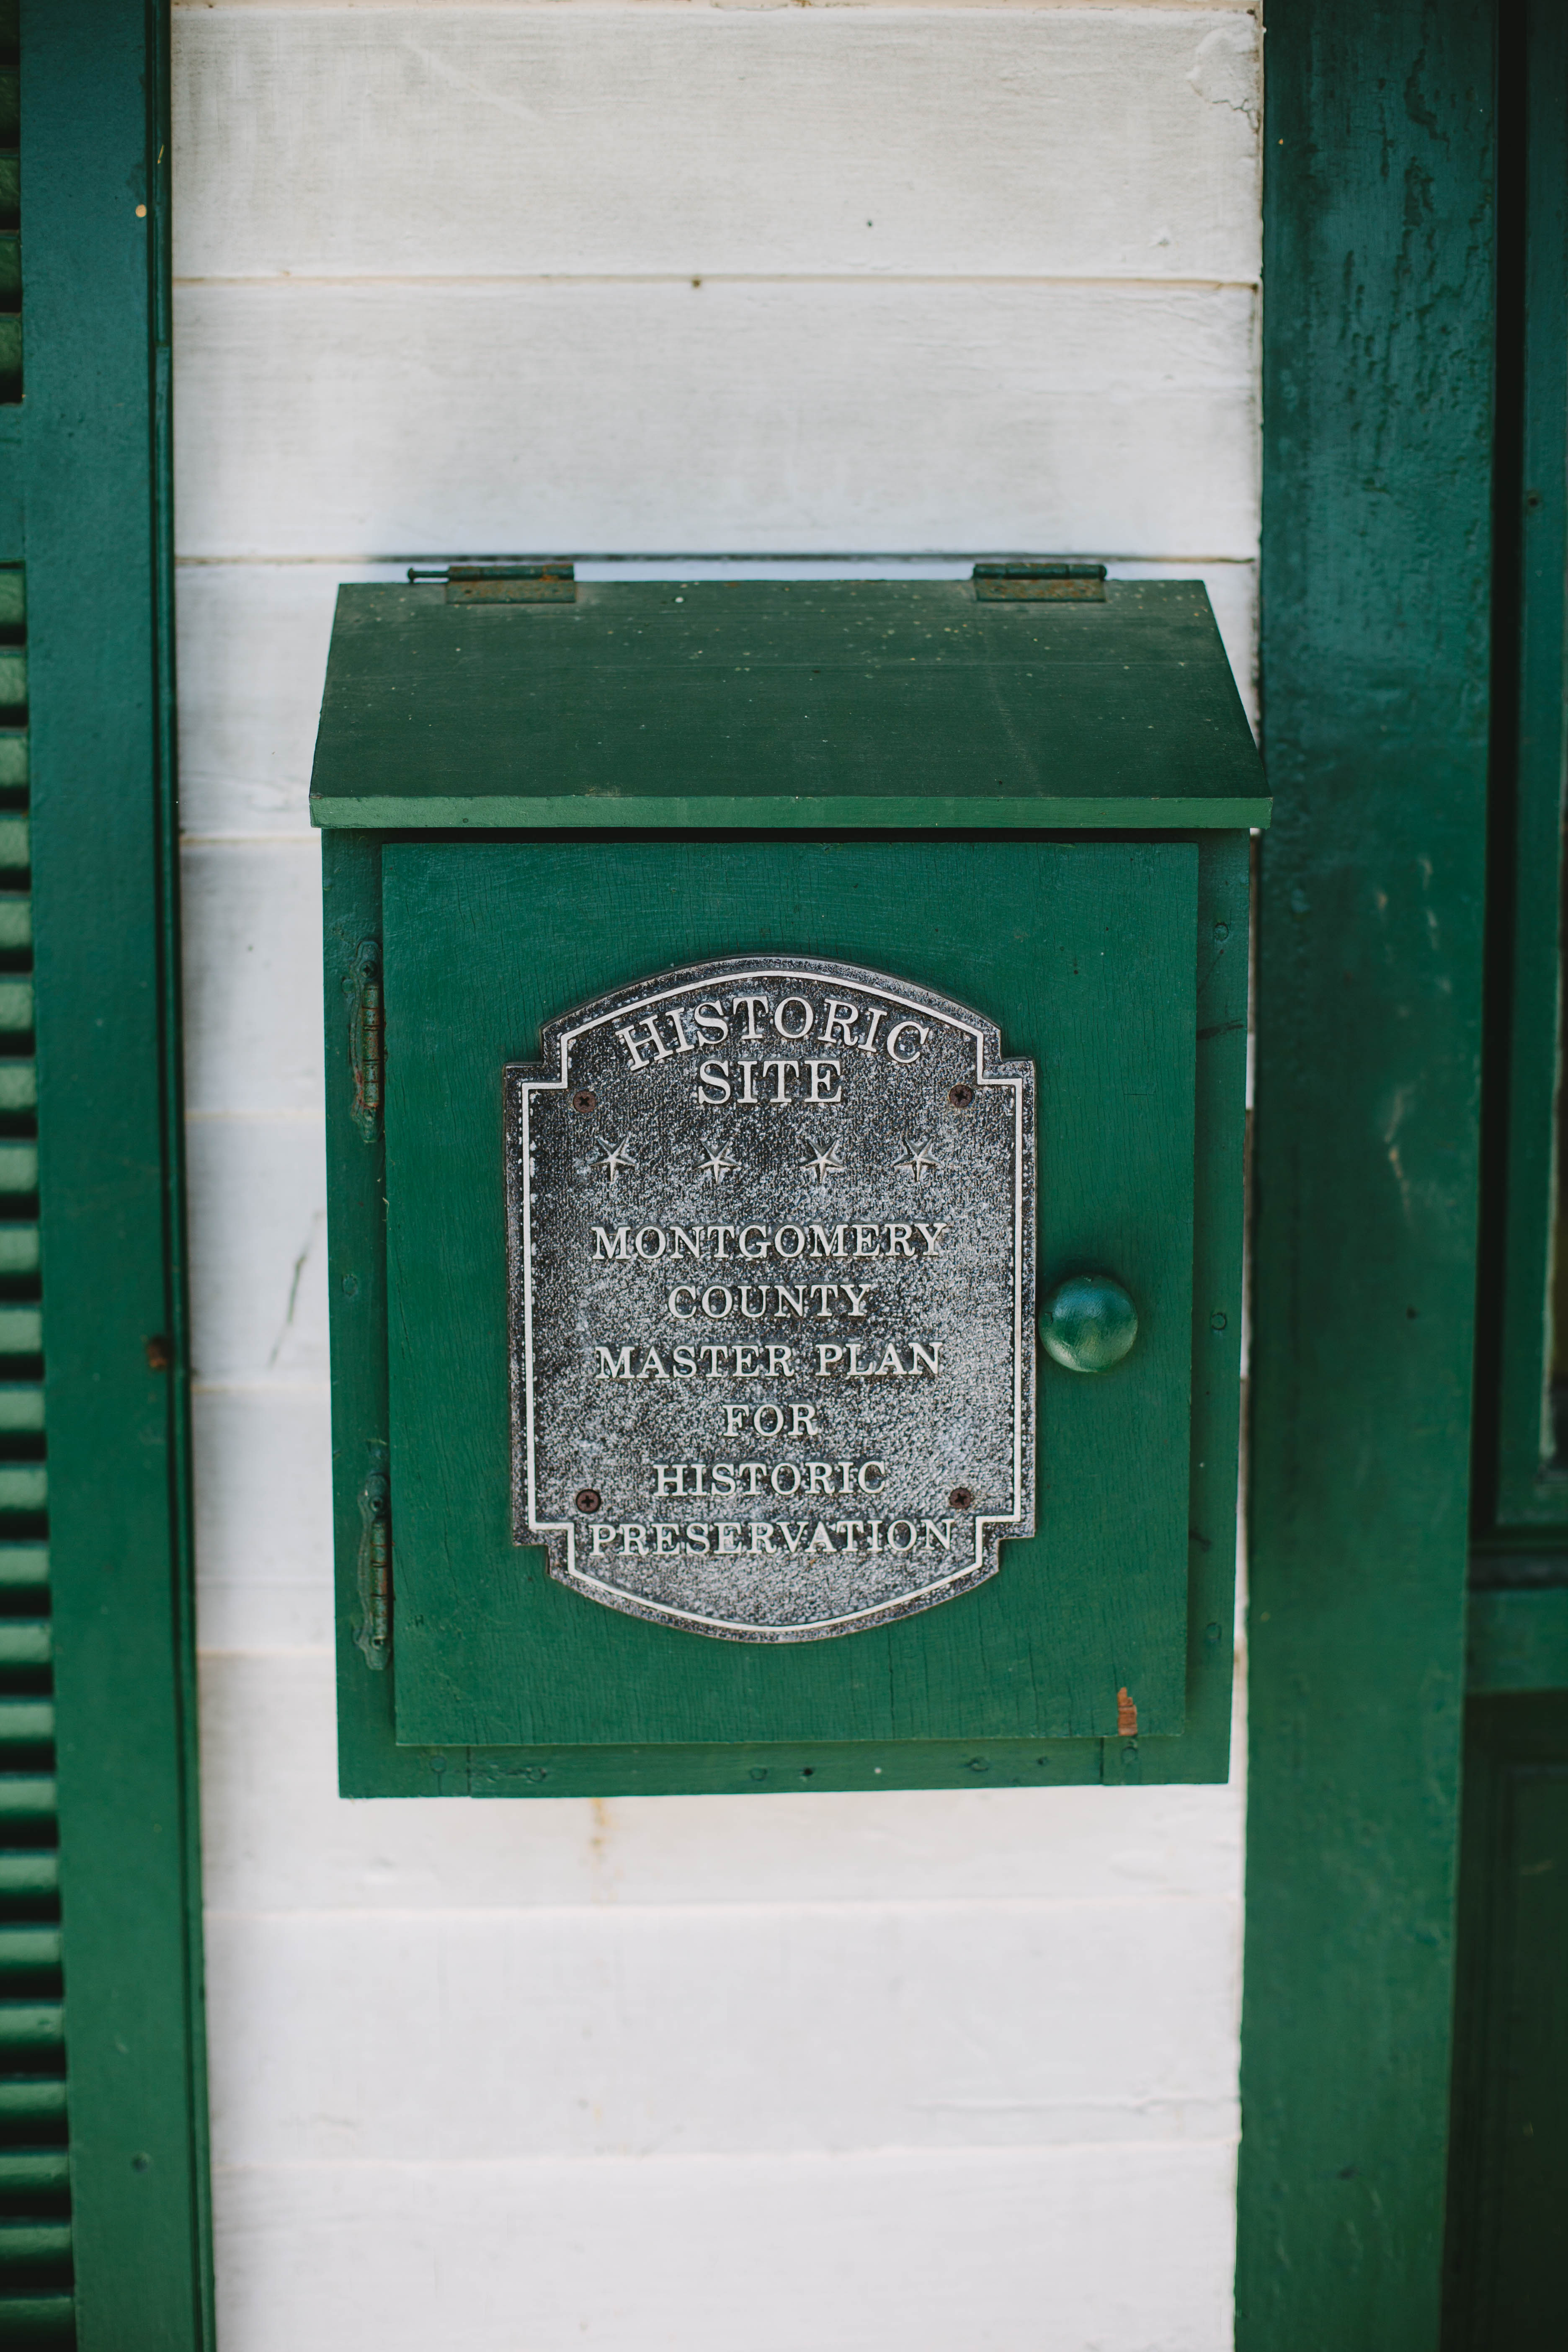 HISTORIC
SITE
MONTGOMERY
COUNTY
MASTER PLAN
FOR
HISTORIC
PRESERVATION